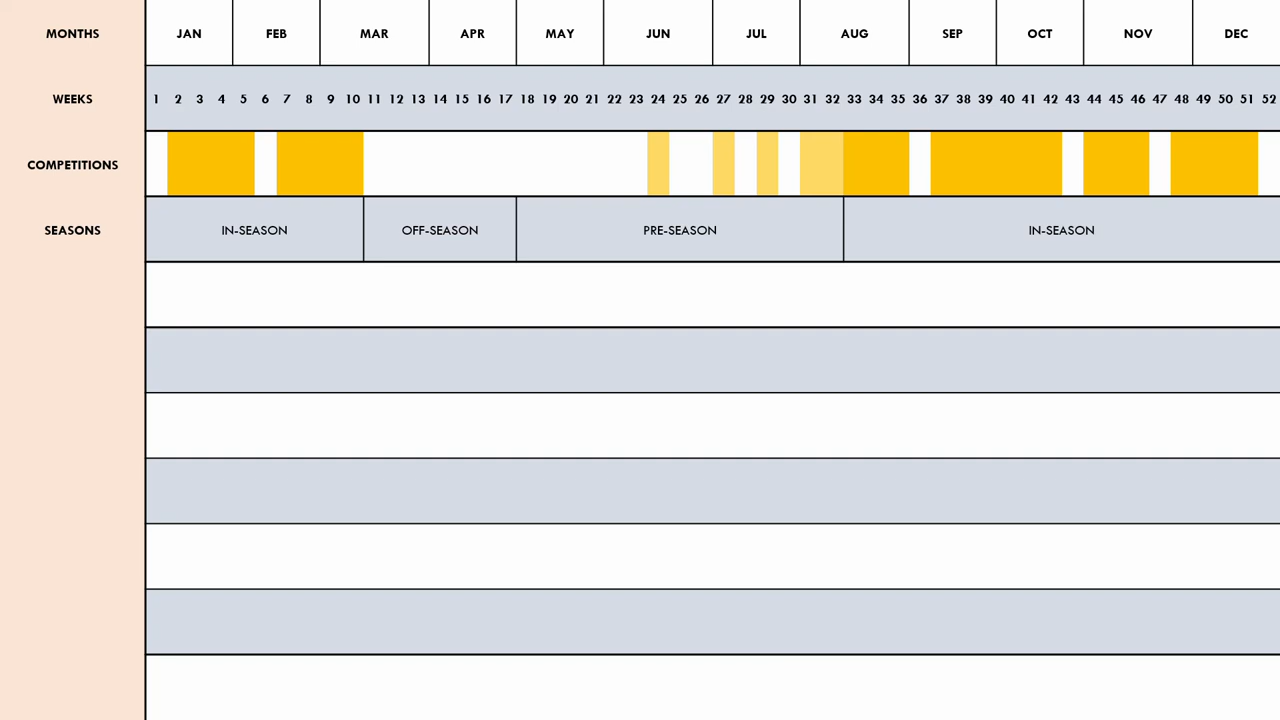 MONTHS JAN FEB MAR APR MAY JUN JUL AUG SEP OCT NOV DEC
WEEKS 1 2 3 4 5 6 7 8 9 10 11 12 13 14 15 16 17 18 19 20 21 22 23 24 25 26 27 28 29 30 31 32 33 34 35 36 37 38 39 40 41 42 43 44 45 46 47 48 49 50 51 52
COMPETITIONS
SEASONS IN-SEASON OFF-SEASON PRE-SEASON IN-SEASON